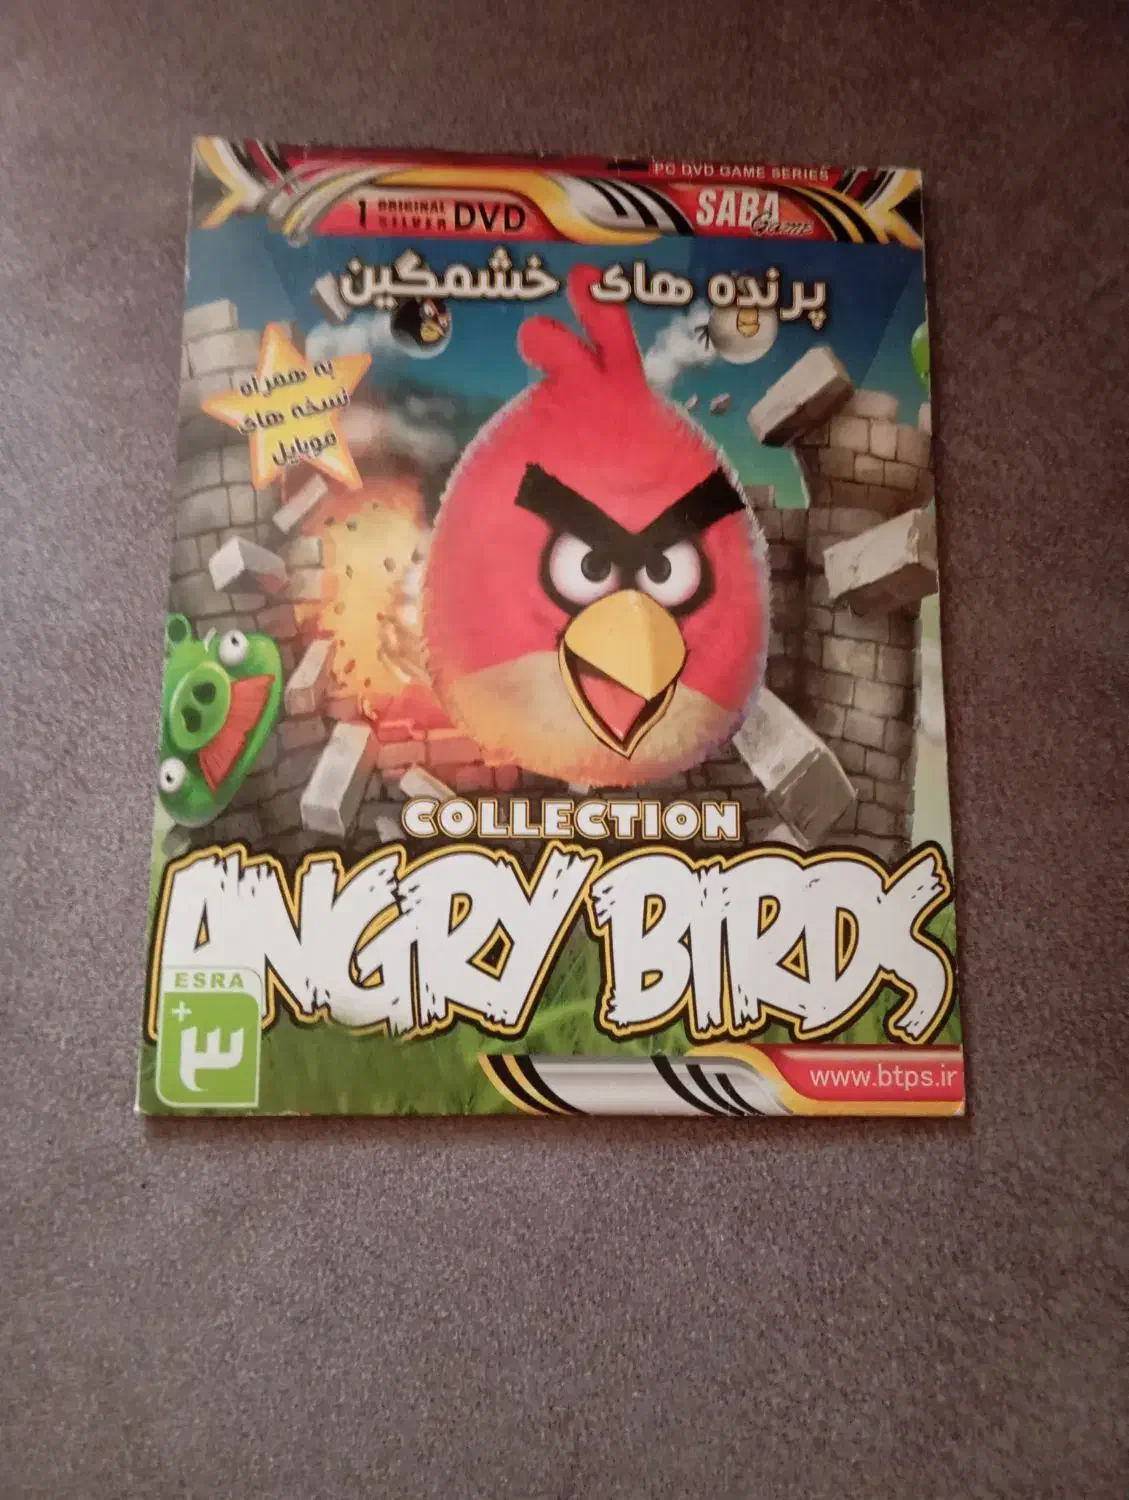 PC DVD GAME SERIES
1 ORIGINAL SILVER DVD
SABA Game
پرنده های خشمگین
به همراه
نسخه های
موبایل
COLLECTION
ANGRY BIRDS
ESRA
+۳
www.btps.ir